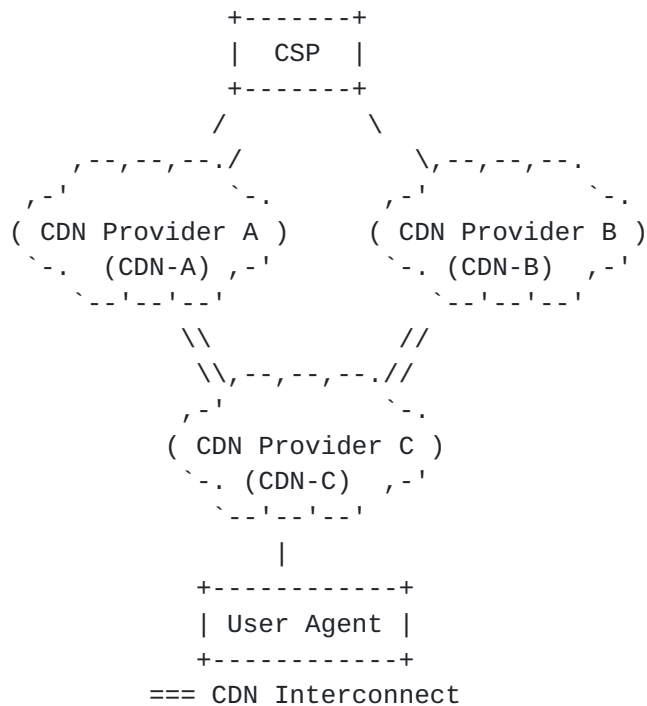 CSP
CDN Provider A CDN Provider B
(CDN-A) (CDN-B)
CDN Provider C
(CDN-C)
User Agent
=== CDN Interconnect